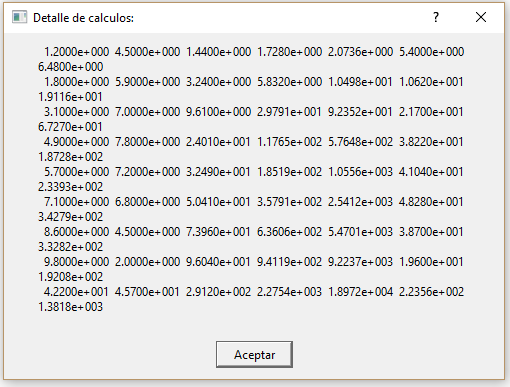 Detalle de calculos:
1.2000e+000 4.5000e+000 1.4400e+000 1.7280e+000 2.0736e+000 5.4000e+000
6.4800e+000
1.8000e+000 5.9000e+000 3.2400e+000 5.8320e+000 1.0498e+001 1.0620e+001
1.9116e+001
3.1000e+000 7.0000e+000 9.6100e+000 2.9791e+001 9.2352e+001 2.1700e+001
6.7270e+001
4.9000e+000 7.8000e+000 2.4010e+001 1.1765e+002 5.7648e+002 3.8220e+001
1.8728e+002
5.7000e+000 7.2000e+000 3.2490e+001 1.8519e+002 1.0556e+003 4.1040e+001
2.3393e+002
7.1000e+000 6.8000e+000 5.0410e+001 3.5791e+002 2.5412e+003 4.8280e+001
3.4279e+002
8.6000e+000 4.5000e+000 7.3960e+001 6.3606e+002 5.4701e+003 3.8700e+001
3.3282e+002
9.8000e+000 2.0000e+000 9.6040e+001 9.4119e+002 9.2237e+003 1.9600e+001
1.9208e+002
4.2200e+001 4.5700e+001 2.9120e+002 2.2754e+003 1.8972e+004 2.2356e+002
1.3818e+003
Aceptar